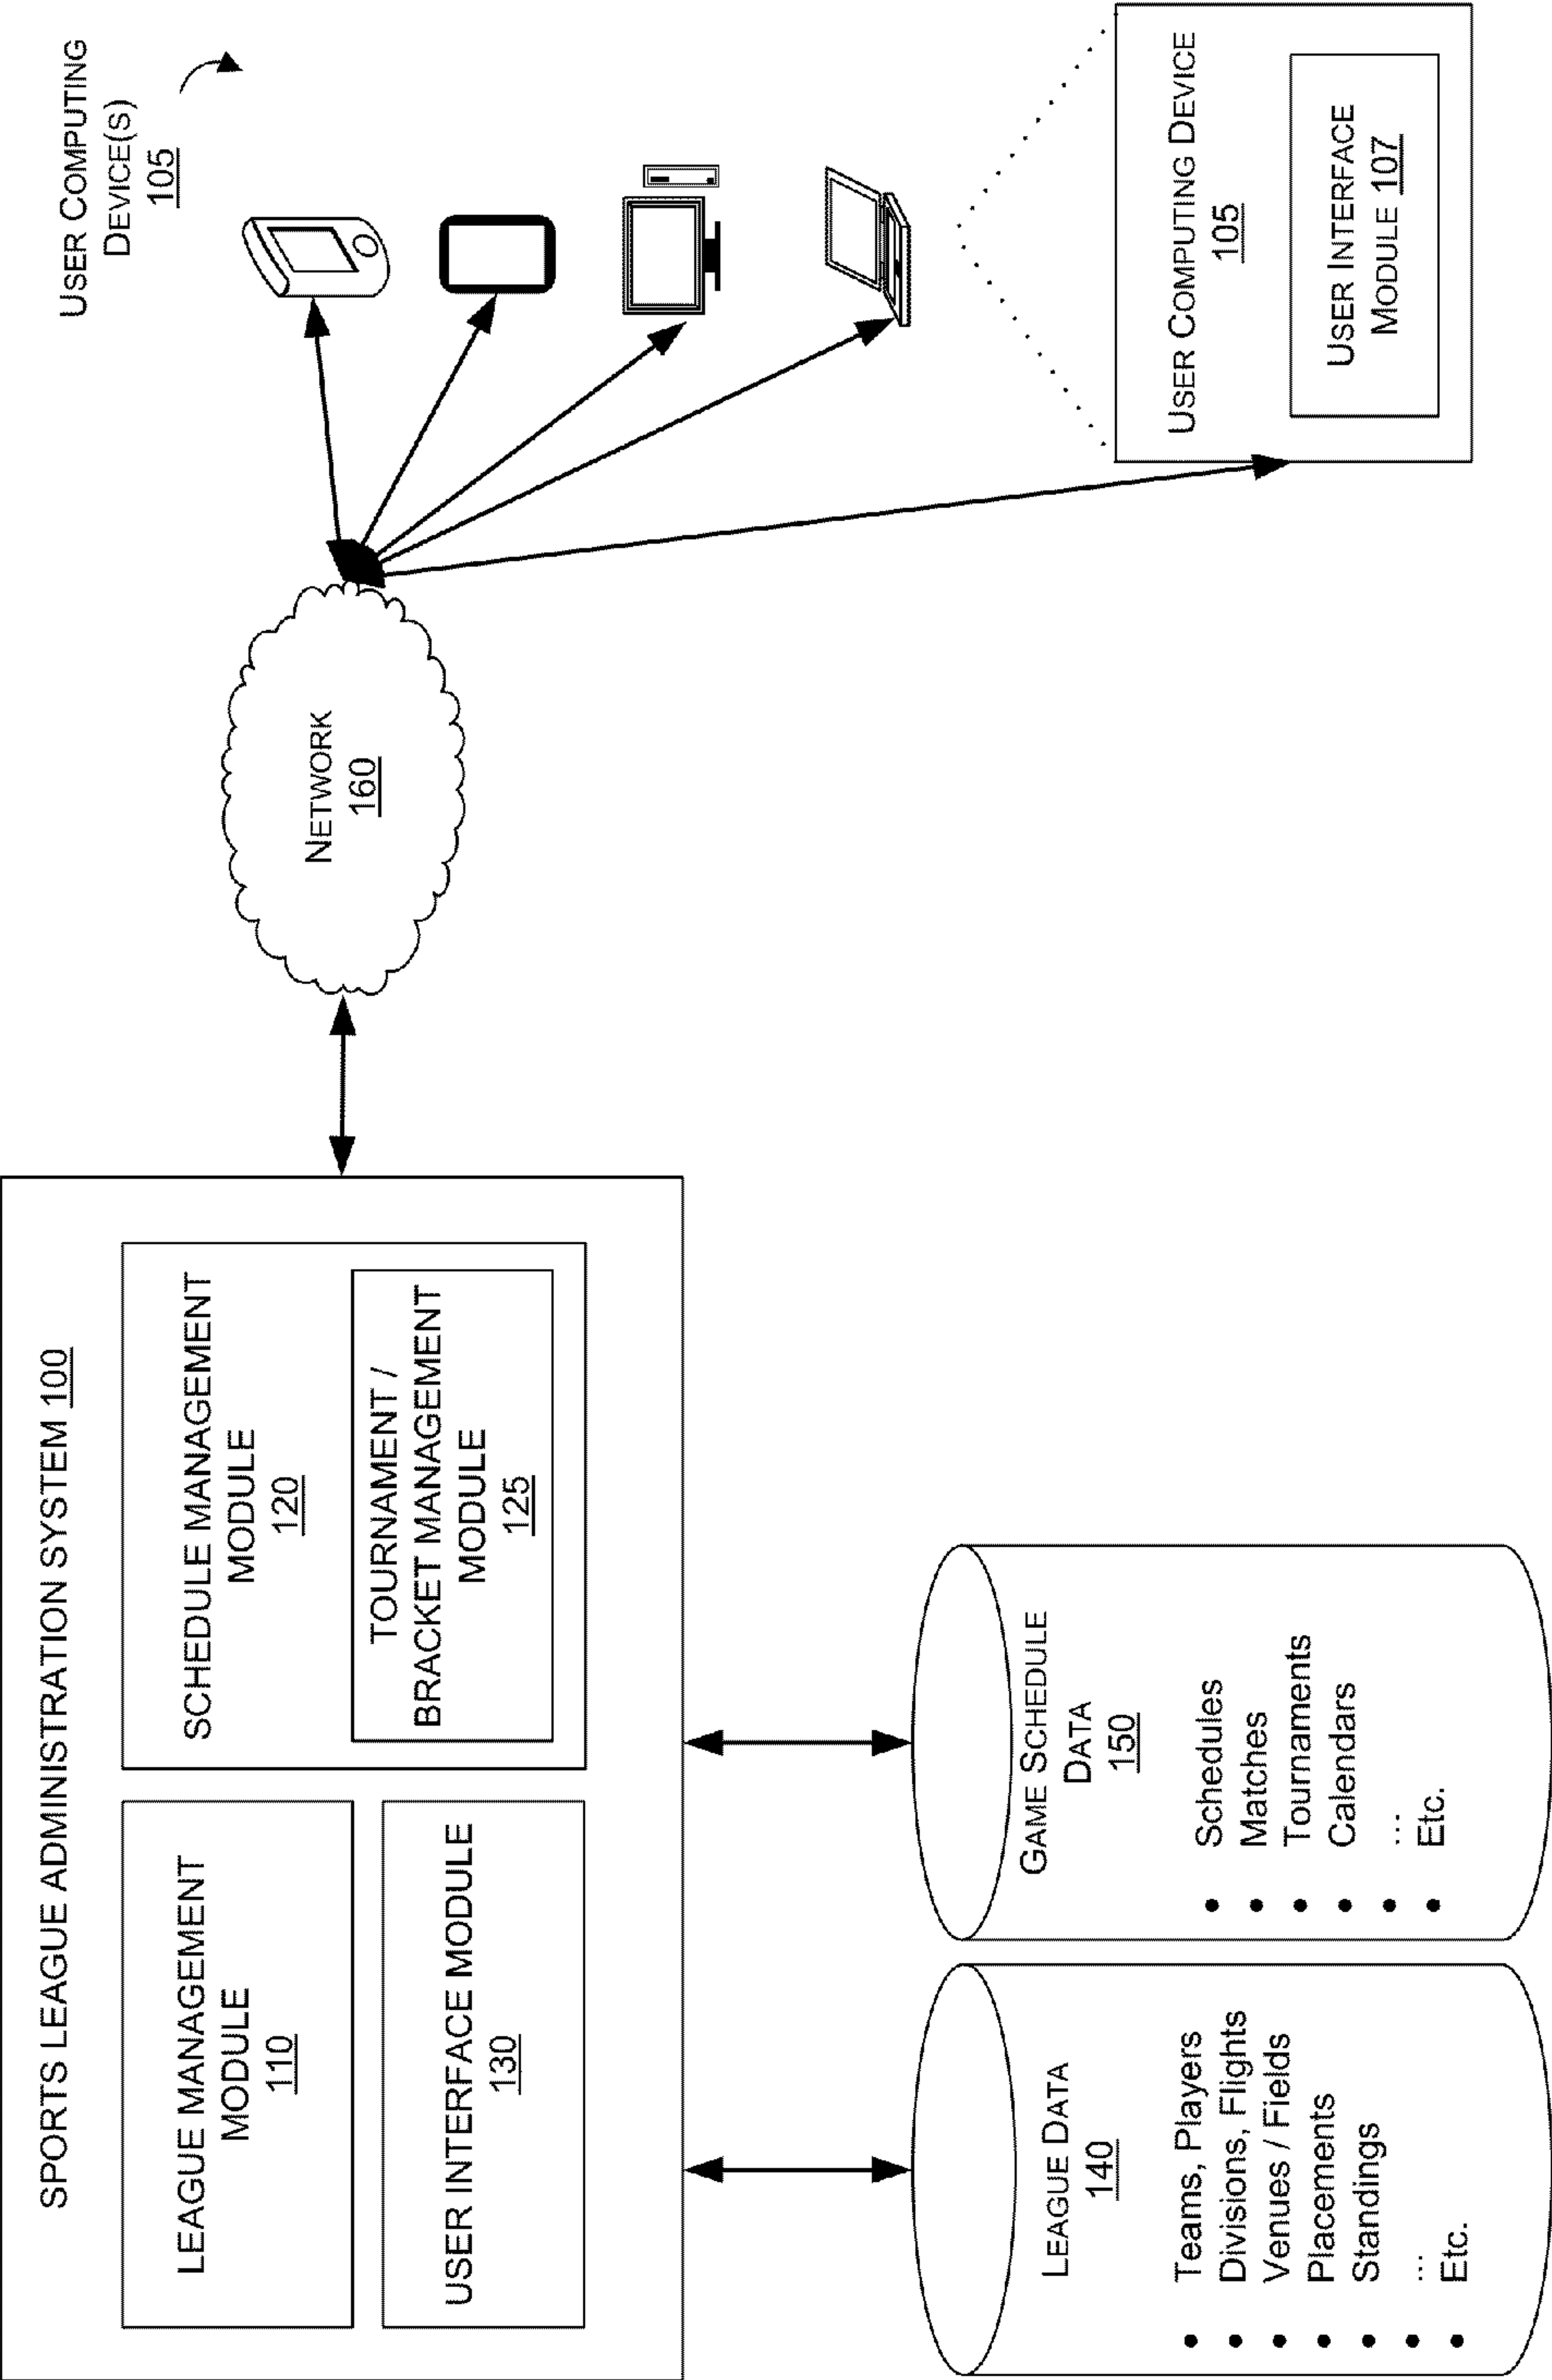 SPORTS LEAGUE ADMINISTRATION SYSTEM 100
LEAGUE MANAGEMENT
MODULE
110
USER INTERFACE MODULE
130
SCHEDULE MANAGEMENT
MODULE
120
TOURNAMENT /
BRACKET MANAGEMENT
MODULE
125
LEAGUE DATA
140
• Teams, Players
• Divisions, Flights
• Venues / Fields
• Placements
• Standings
• ...
• Etc.
GAME SCHEDULE
DATA
150
• Schedules
• Matches
• Tournaments
• Calendars
• ...
• Etc.
NETWORK
160
USER COMPUTING
DEVICE(S)
105
USER COMPUTING DEVICE
105
USER INTERFACE
MODULE 107